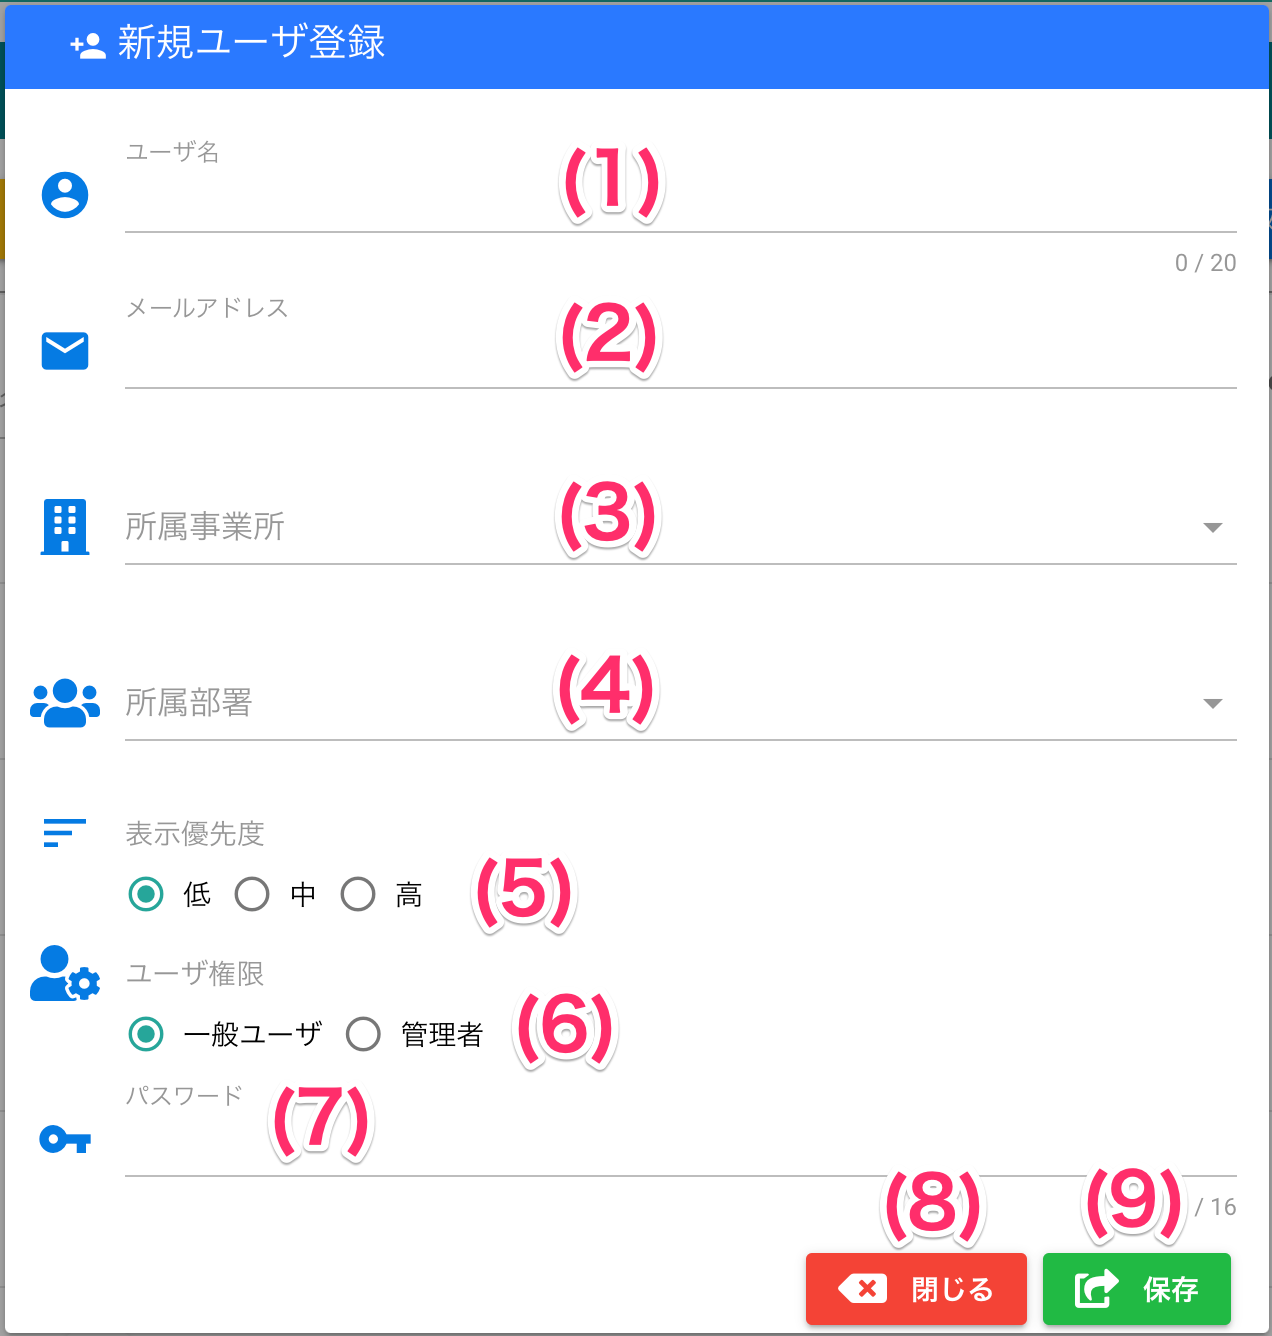 新規ユーザ登録
ユーザ名
(1)
0 / 20
メールアドレス
(2)
所属事業所
(3)
所属部署
(4)
表示優先度
低 中 高 (5)
ユーザ権限
一般ユーザ 管理者 (6)
パスワード
(7)
(8) (9) / 16
閉じる 保存